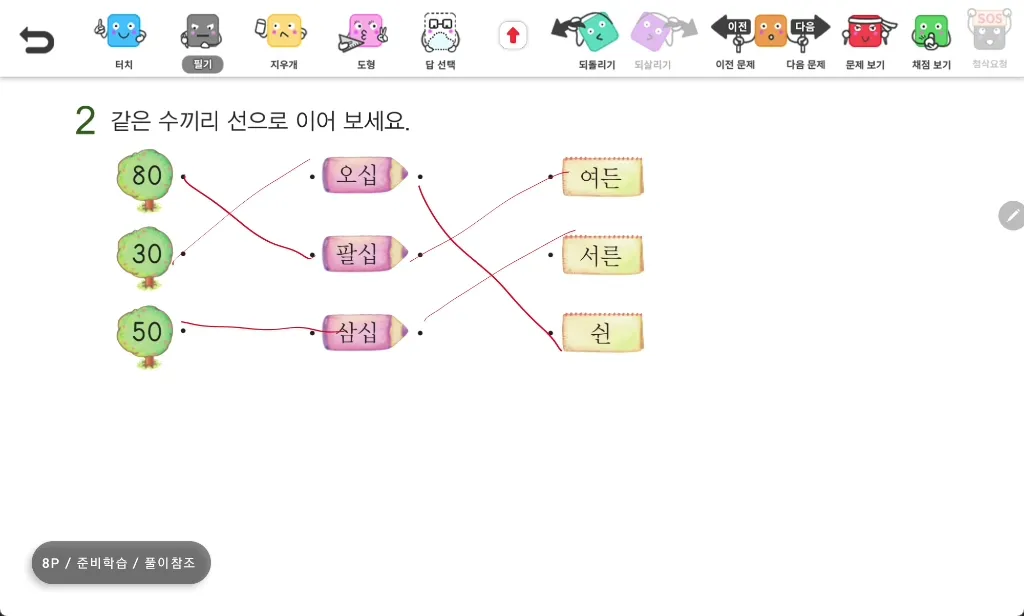 터치 필기 지우개 도형 답 선택 되돌리기 되살리기 이전 이전 문제 다음 다음 문제 문제 보기 채점 보기 SOS 첨삭요청
2 같은 수끼리 선으로 이어 보세요.
80 오십 여든
30 팔십 서른
50 삼십 쉰
8P / 준비학습 / 풀이참조